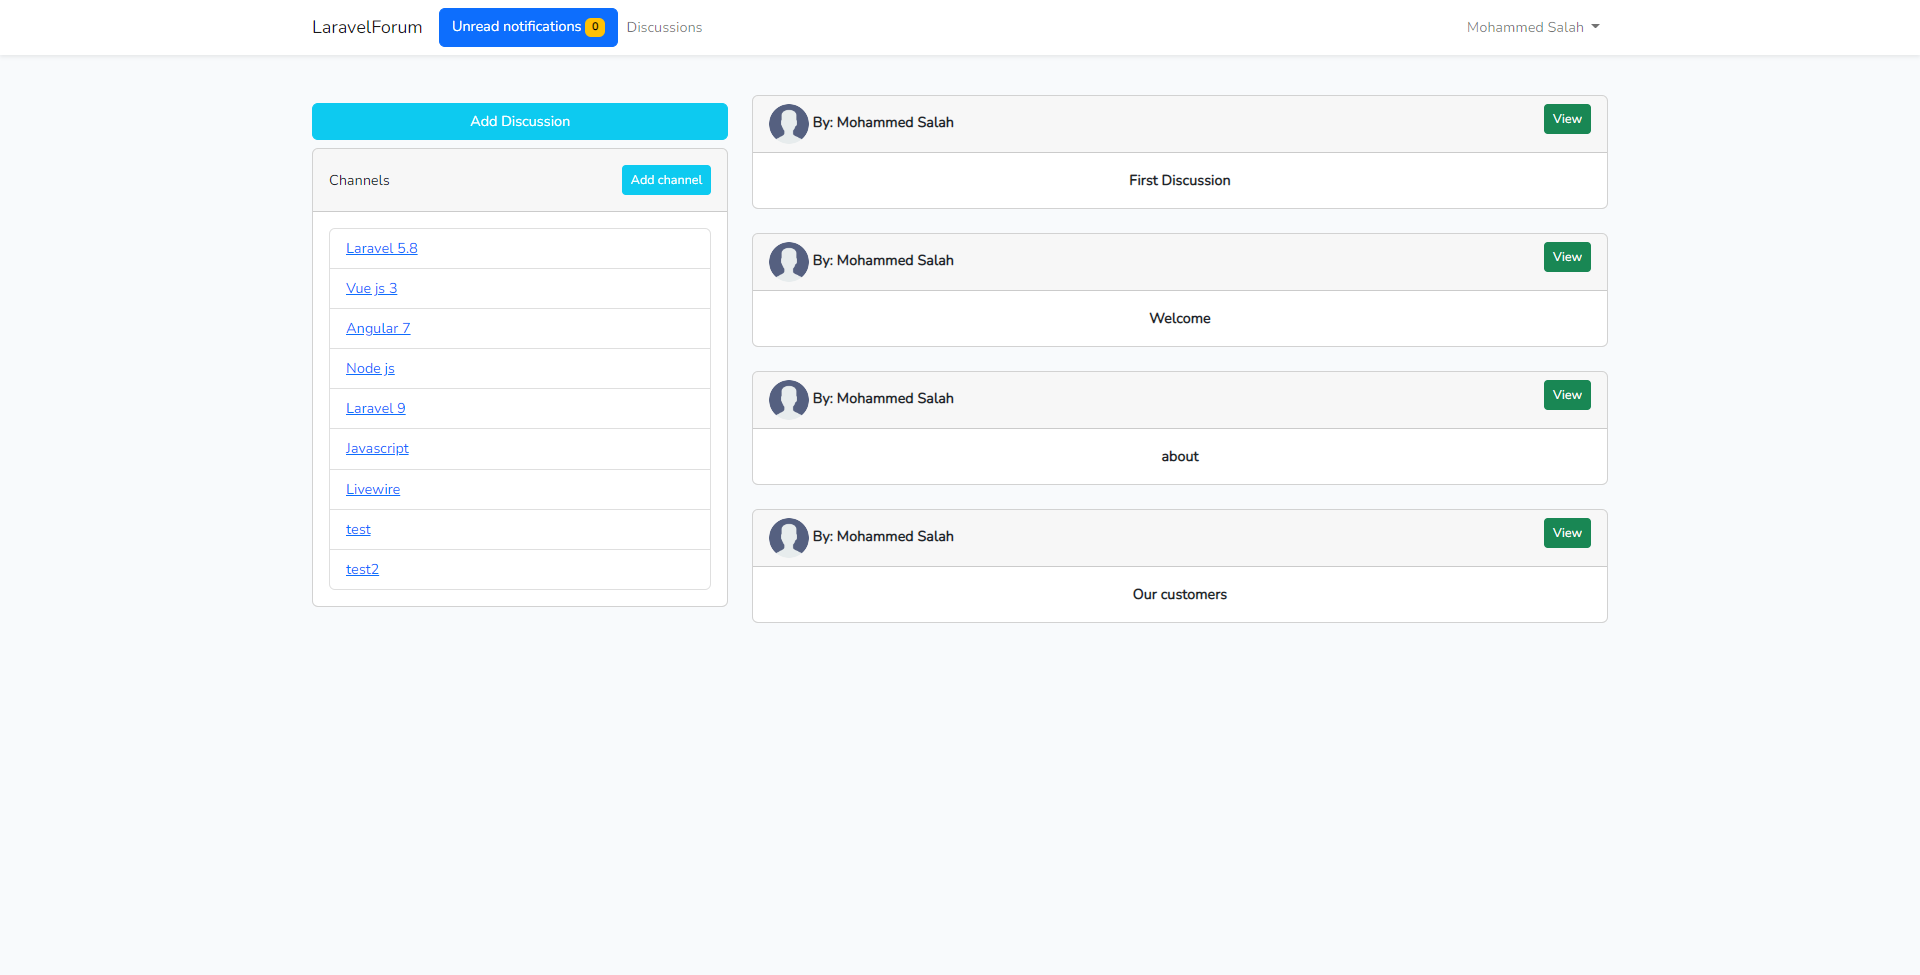 LaravelForum
Unread notifications 0
Discussions
Mohammed Salah
Add Discussion
Channels
Add channel
Laravel 5.8
Vue js 3
Angular 7
Node js
Laravel 9
Javascript
Livewire
test
test2
By: Mohammed Salah
View
First Discussion
By: Mohammed Salah
View
Welcome
By: Mohammed Salah
View
about
By: Mohammed Salah
View
Our customers